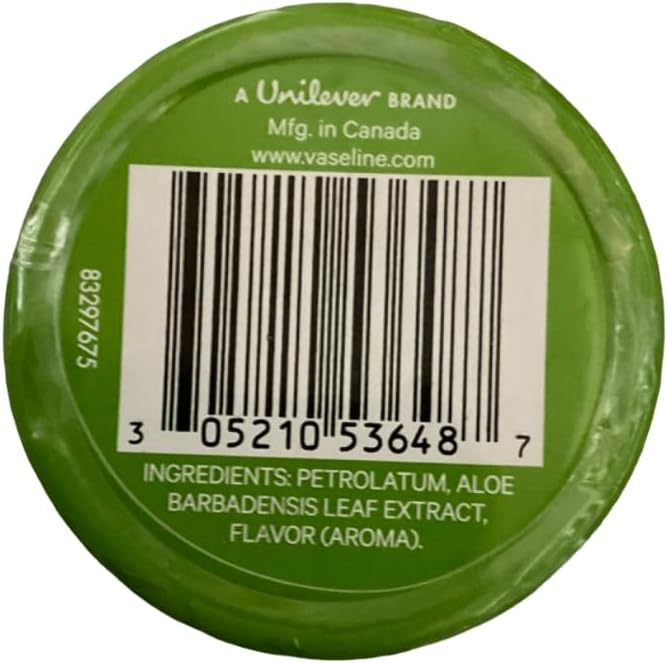 A Unilever BRAND
Mfg. in Canada
www.vaseline.com
83297675
3 05210 53648 7
INGREDIENTS: PETROLATUM, ALOE
BARBADENSIS LEAF EXTRACT,
FLAVOR (AROMA).